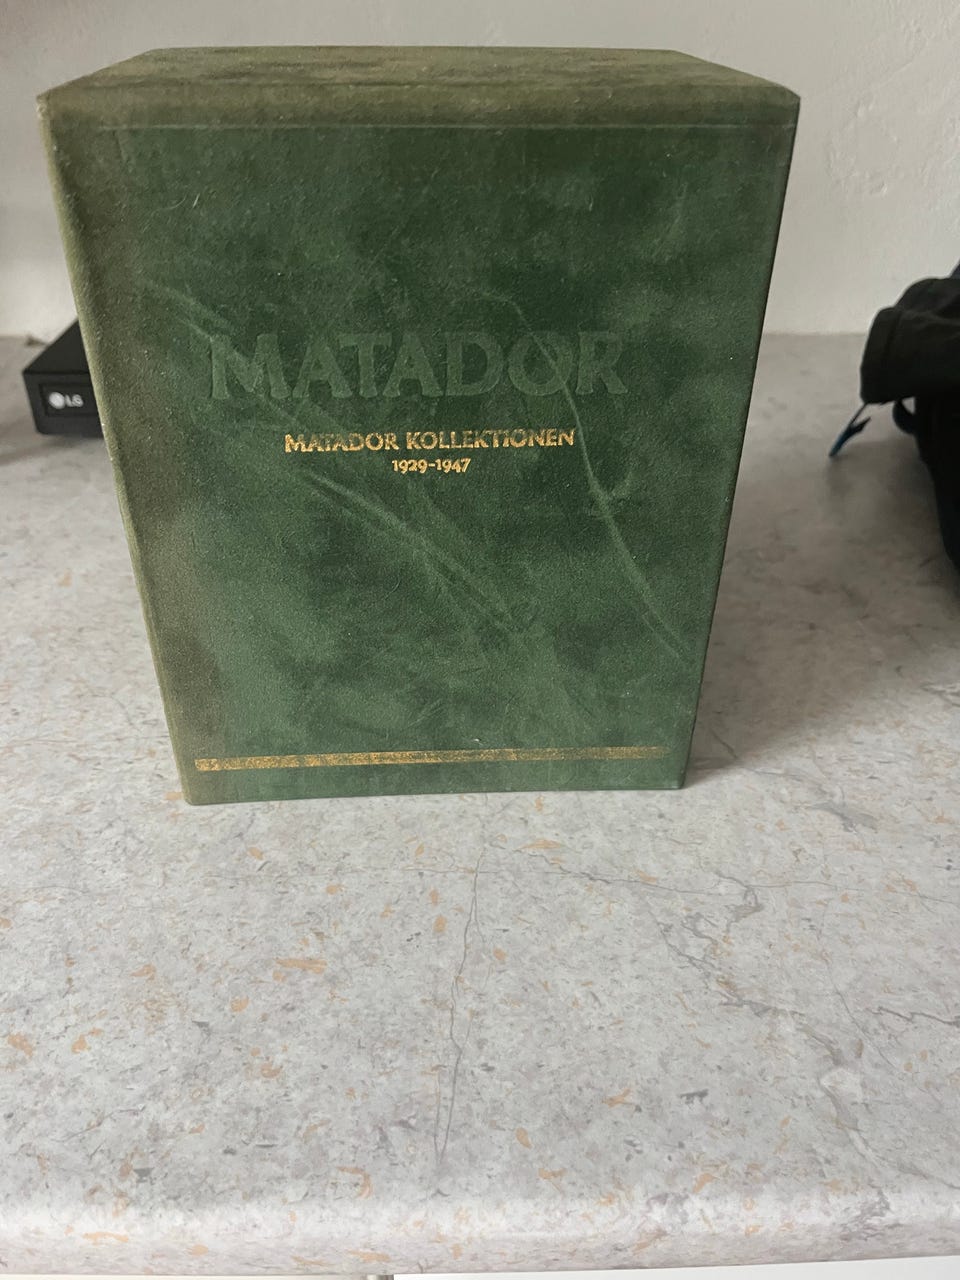 MATADOR
MATADOR KOLLEKTIONEN
1929-1947
LG